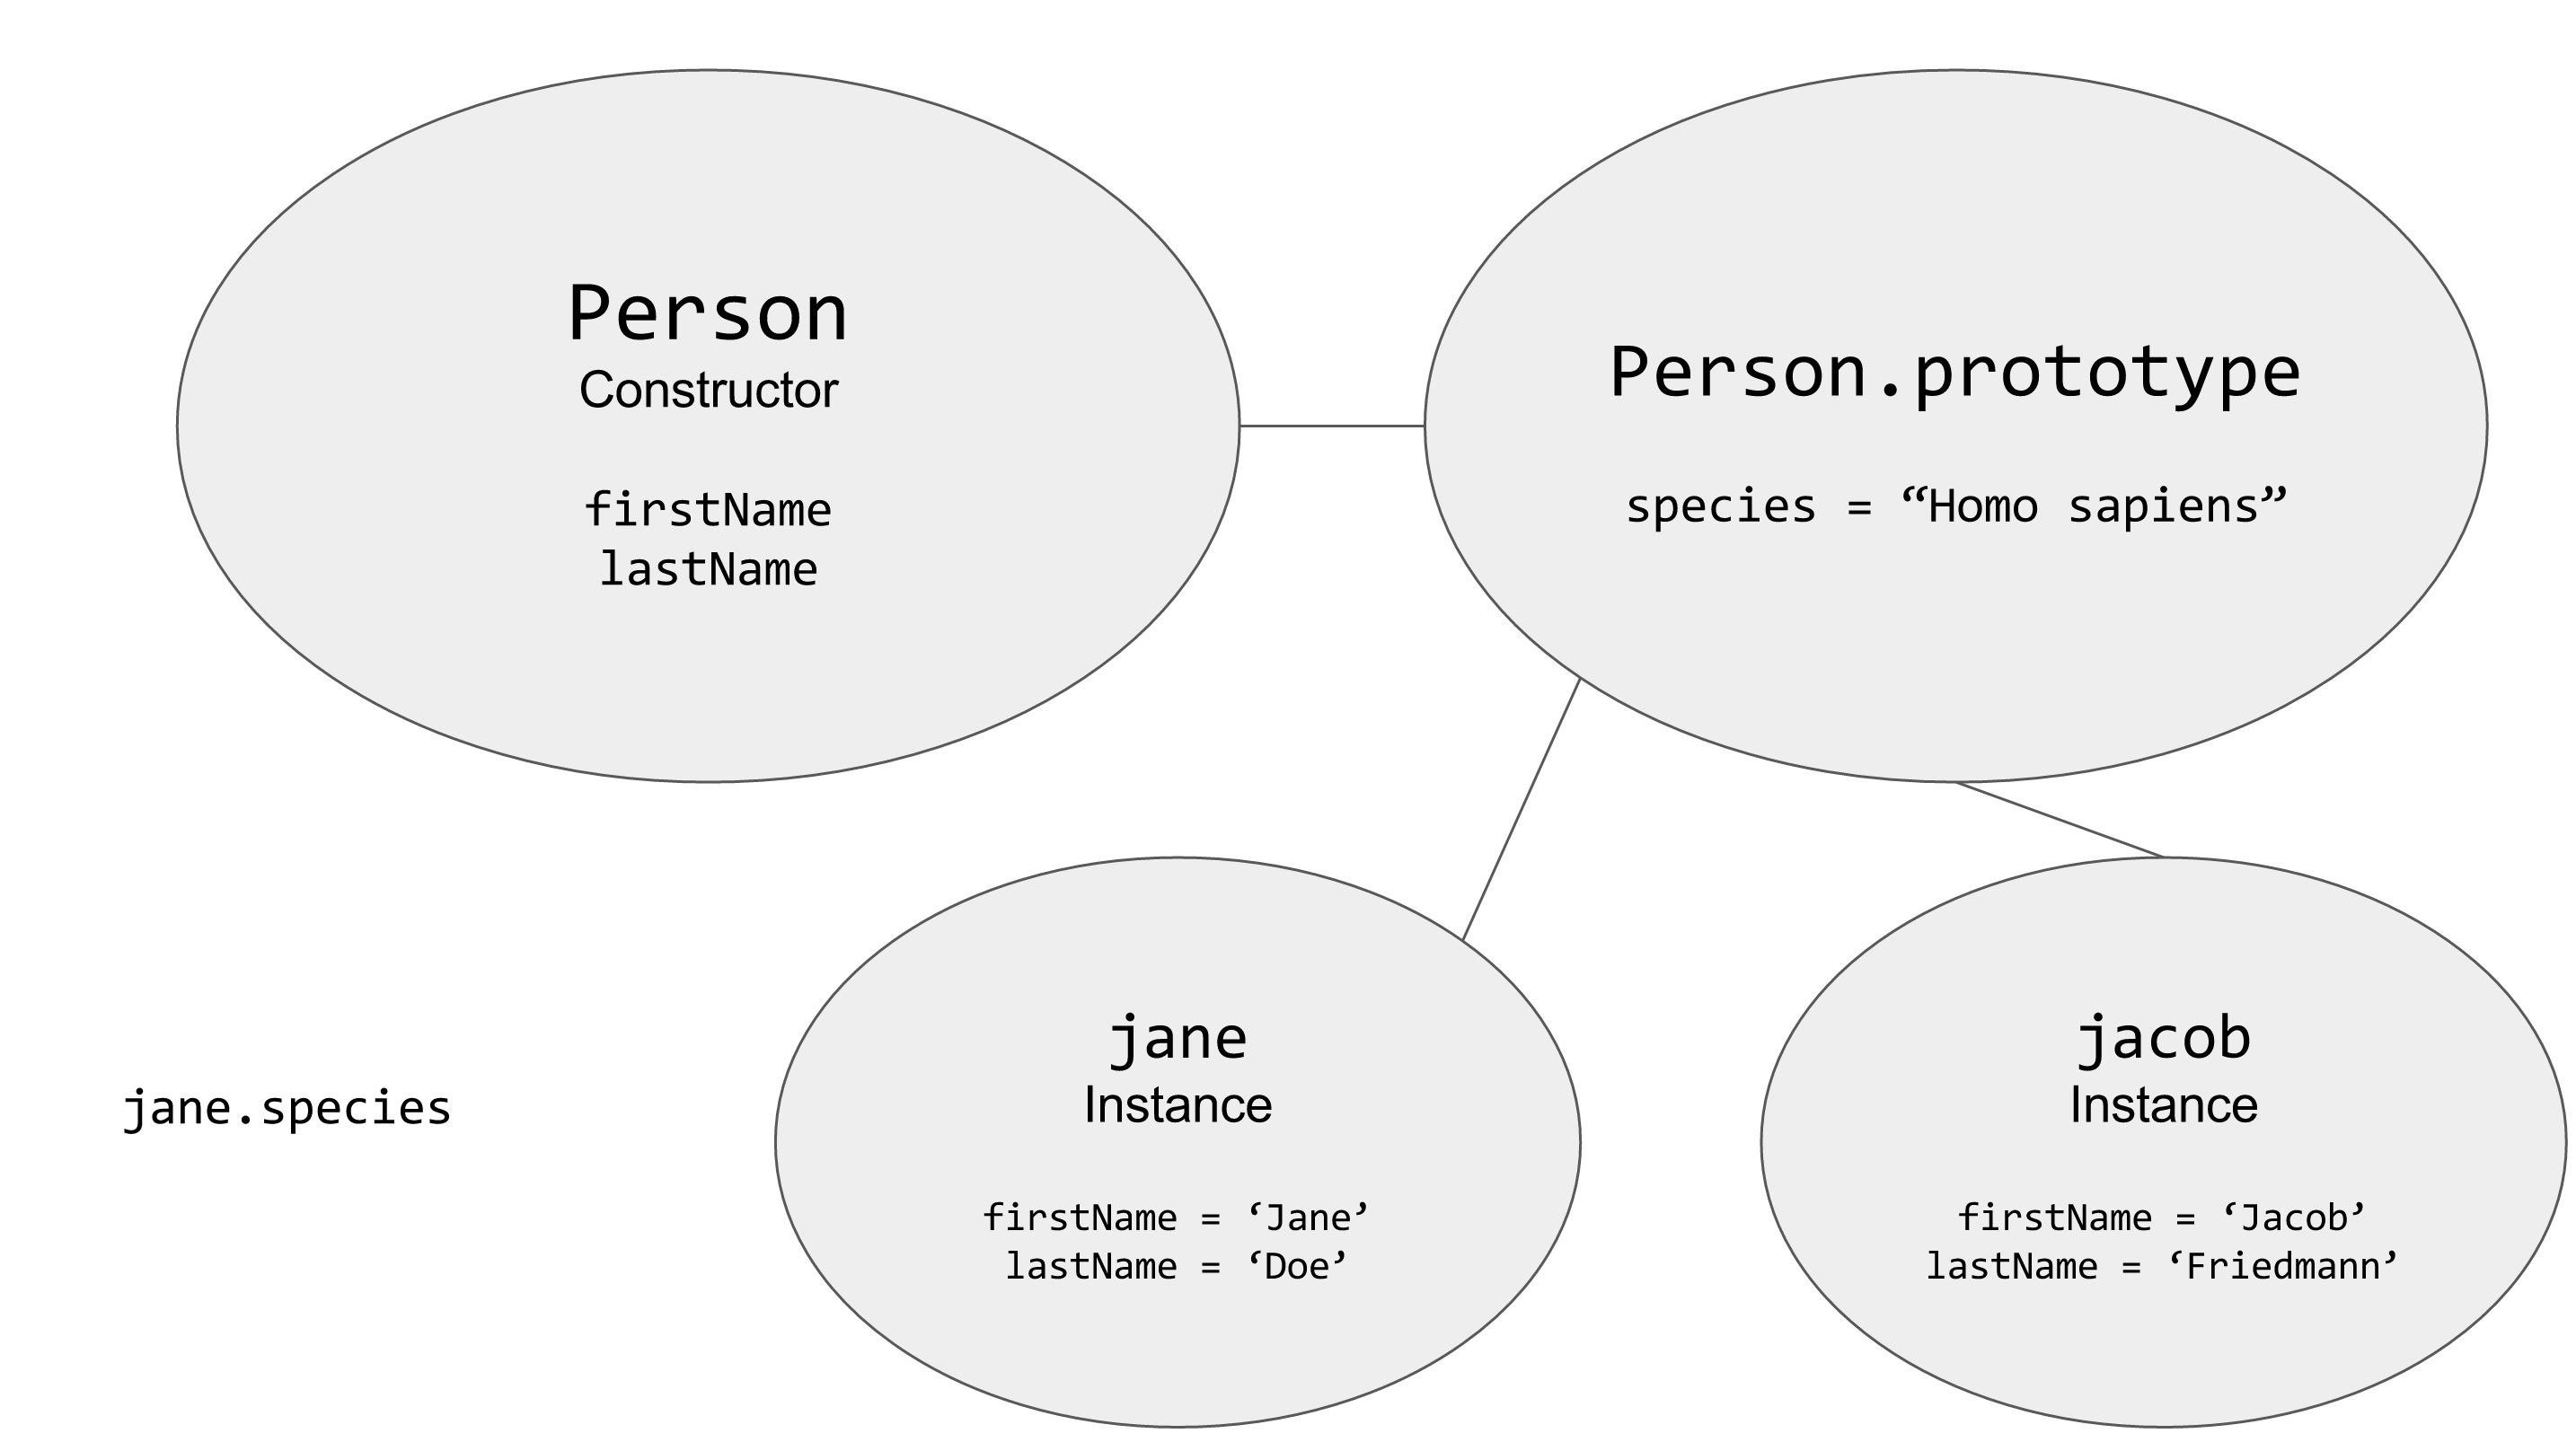 Person
Constructor
firstName
lastName
Person.prototype
species = “Homo sapiens”
jane.species
jane
Instance
firstName = ‘Jane’
lastName = ‘Doe’
jacob
Instance
firstName = ‘Jacob’
lastName = ‘Friedmann’